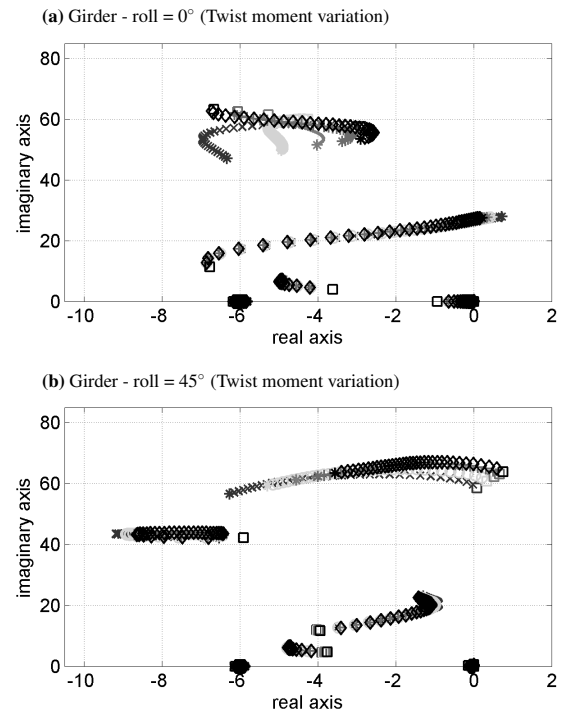 (a) Girder - roll = 0° (Twist moment variation)
80
60
40
20
0
imaginary axis
-10 -8 -6 -4 -2 0 2
real axis
(b) Girder - roll = 45° (Twist moment variation)
80
60
40
20
0
imaginary axis
-10 -8 -6 -4 -2 0 2
real axis